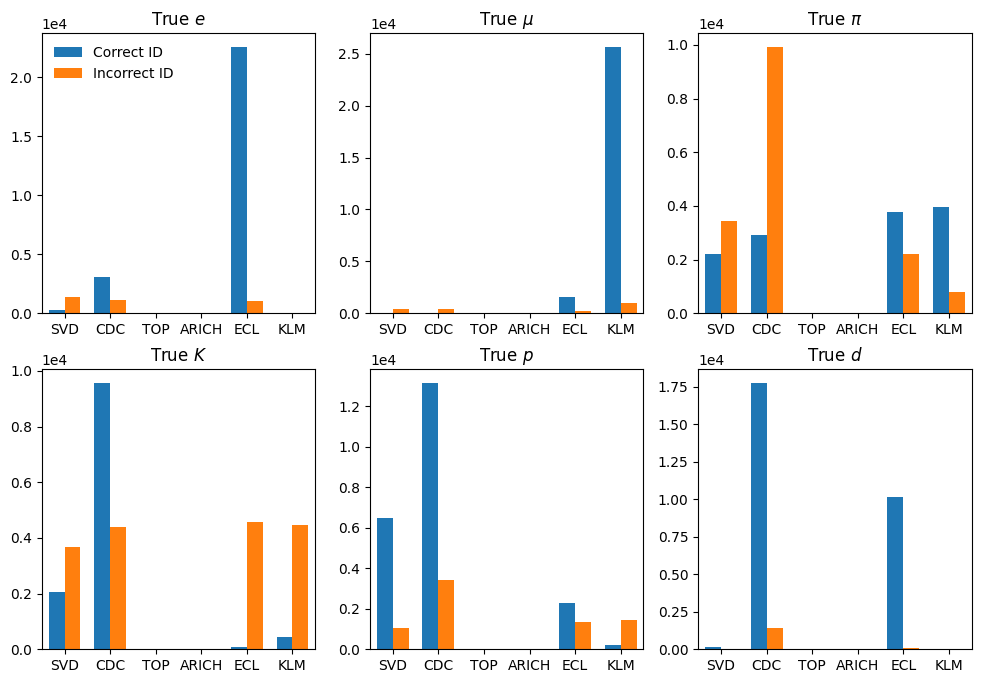 True e
1e4
Correct ID
Incorrect ID
2.0
1.5
1.0
0.5
0.0
SVD CDC TOP ARICH ECL KLM
True μ
1e4
2.5
2.0
1.5
1.0
0.5
0.0
SVD CDC TOP ARICH ECL KLM
True π
1e4
1.0
0.8
0.6
0.4
0.2
0.0
SVD CDC TOP ARICH ECL KLM
True K
1e4
1.0
0.8
0.6
0.4
0.2
0.0
SVD CDC TOP ARICH ECL KLM
True p
1e4
1.2
1.0
0.8
0.6
0.4
0.2
0.0
SVD CDC TOP ARICH ECL KLM
True d
1e4
1.75
1.50
1.25
1.00
0.75
0.50
0.25
0.00
SVD CDC TOP ARICH ECL KLM